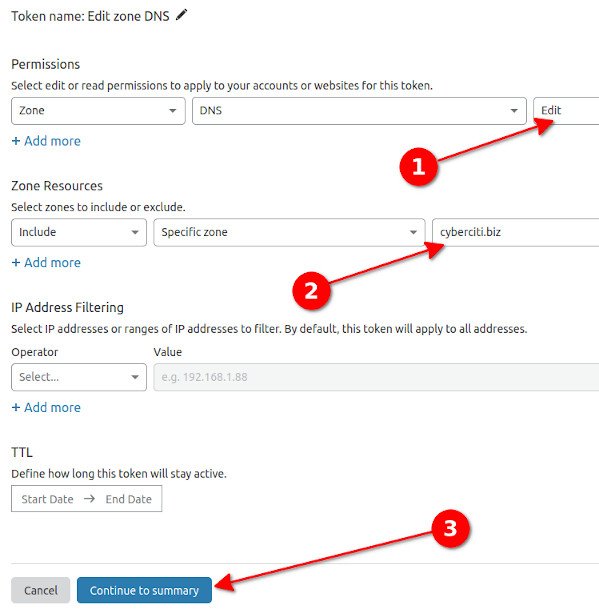 Token name: Edit zone DNS
Permissions
Select edit or read permissions to apply to your accounts or websites for this token.
Zone DNS Edit
+ Add more
1
Zone Resources
Select zones to include or exclude.
Include Specific zone cyberciti.biz
+ Add more
2
IP Address Filtering
Select IP addresses or ranges of IP addresses to filter. By default, this token will apply to all addresses.
Operator Value
Select... e.g. 192.168.1.88
+ Add more
TTL
Define how long this token will stay active.
Start Date → End Date
3
Cancel Continue to summary